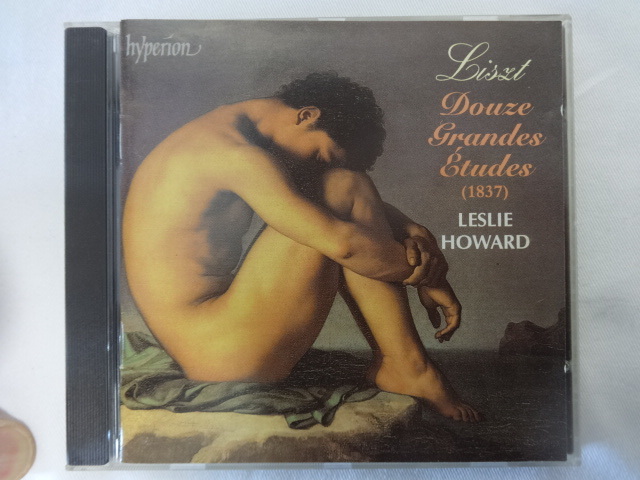 hyperion
Liszt
Douze
Grandes
Études
(1837)
LESLIE
HOWARD